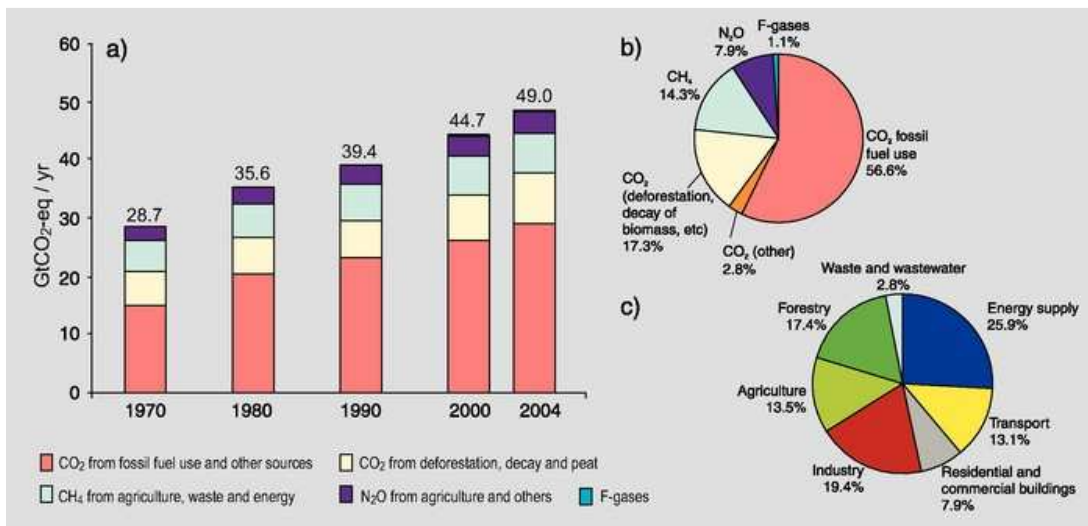 a)
60
50
40
30
20
10
0
GtCO₂-eq / yr
28.7
35.6
39.4
44.7
49.0
1970
1980
1990
2000
2004
b)
F-gases
1.1%
N₂O
7.9%
CH₄
14.3%
CO₂ fossil
fuel use
56.6%
CO₂
(deforestation,
decay of
biomass, etc)
17.3%
CO₂ (other)
2.8%
c)
Waste and wastewater
2.8%
Forestry
17.4%
Energy supply
25.9%
Agriculture
13.5%
Transport
13.1%
Industry
19.4%
Residential and
commercial buildings
7.9%
CO₂ from fossil fuel use and other sources
CO₂ from deforestation, decay and peat
CH₄ from agriculture, waste and energy
N₂O from agriculture and others
F-gases